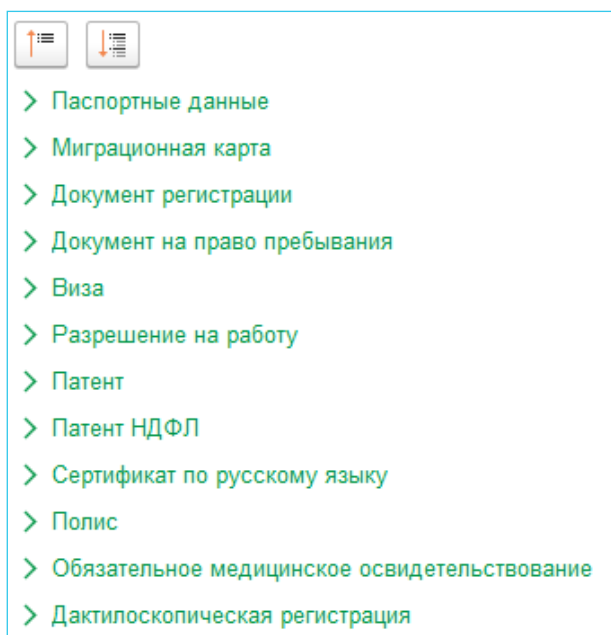 Паспортные данные
Миграционная карта
Документ регистрации
Документ на право пребывания
Виза
Разрешение на работу
Патент
Патент НДФЛ
Сертификат по русскому языку
Полис
Обязательное медицинское освидетельствование
Дактилоскопическая регистрация